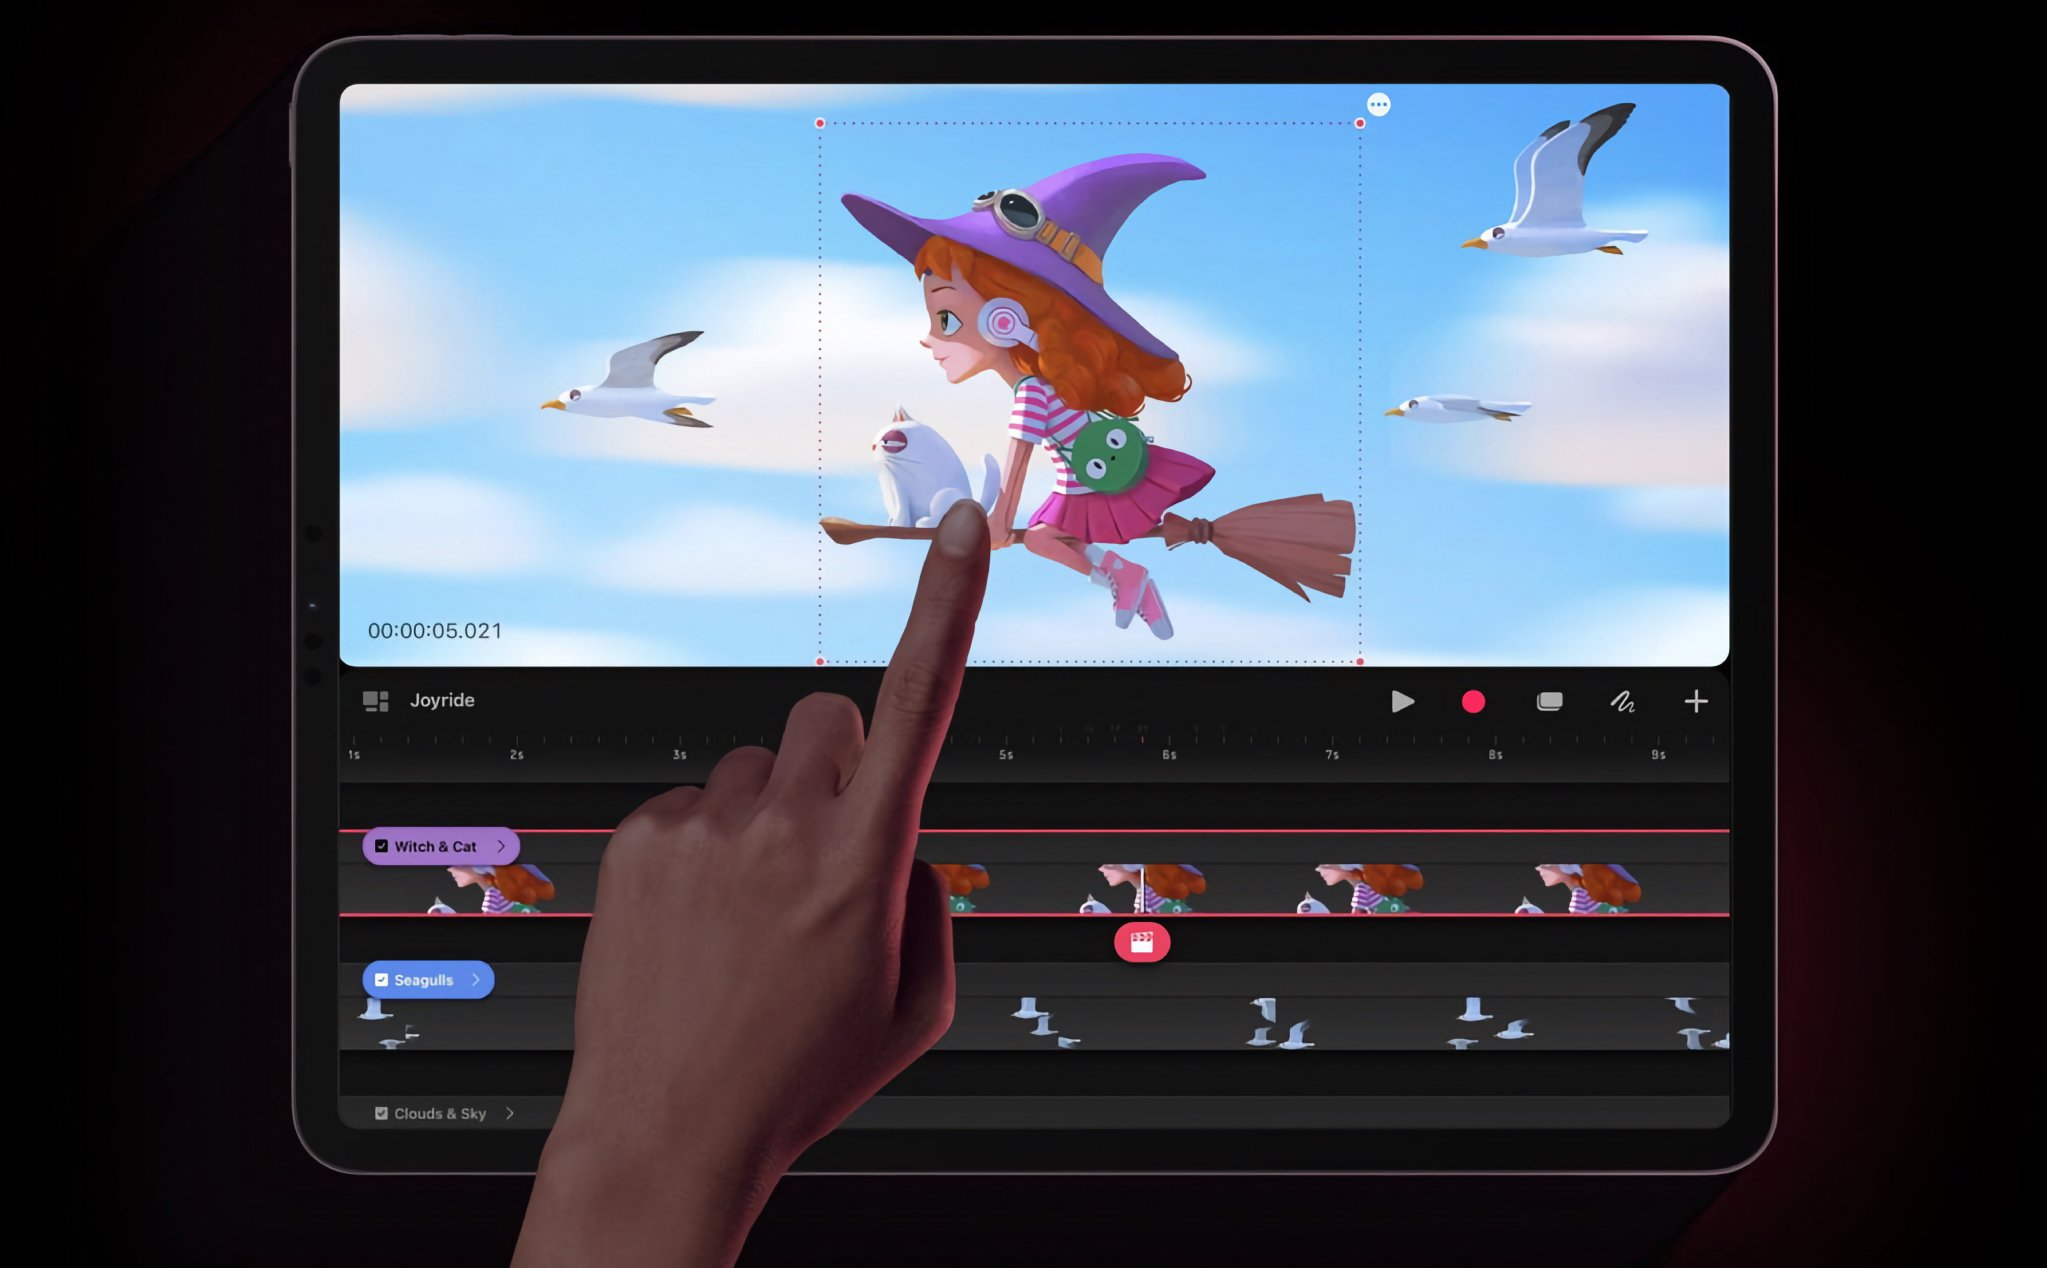 00:00:05.021
Joyride
1s 2s 3s 5s 6s 7s 8s 9s
Witch & Cat
Seagulls
Clouds & Sky